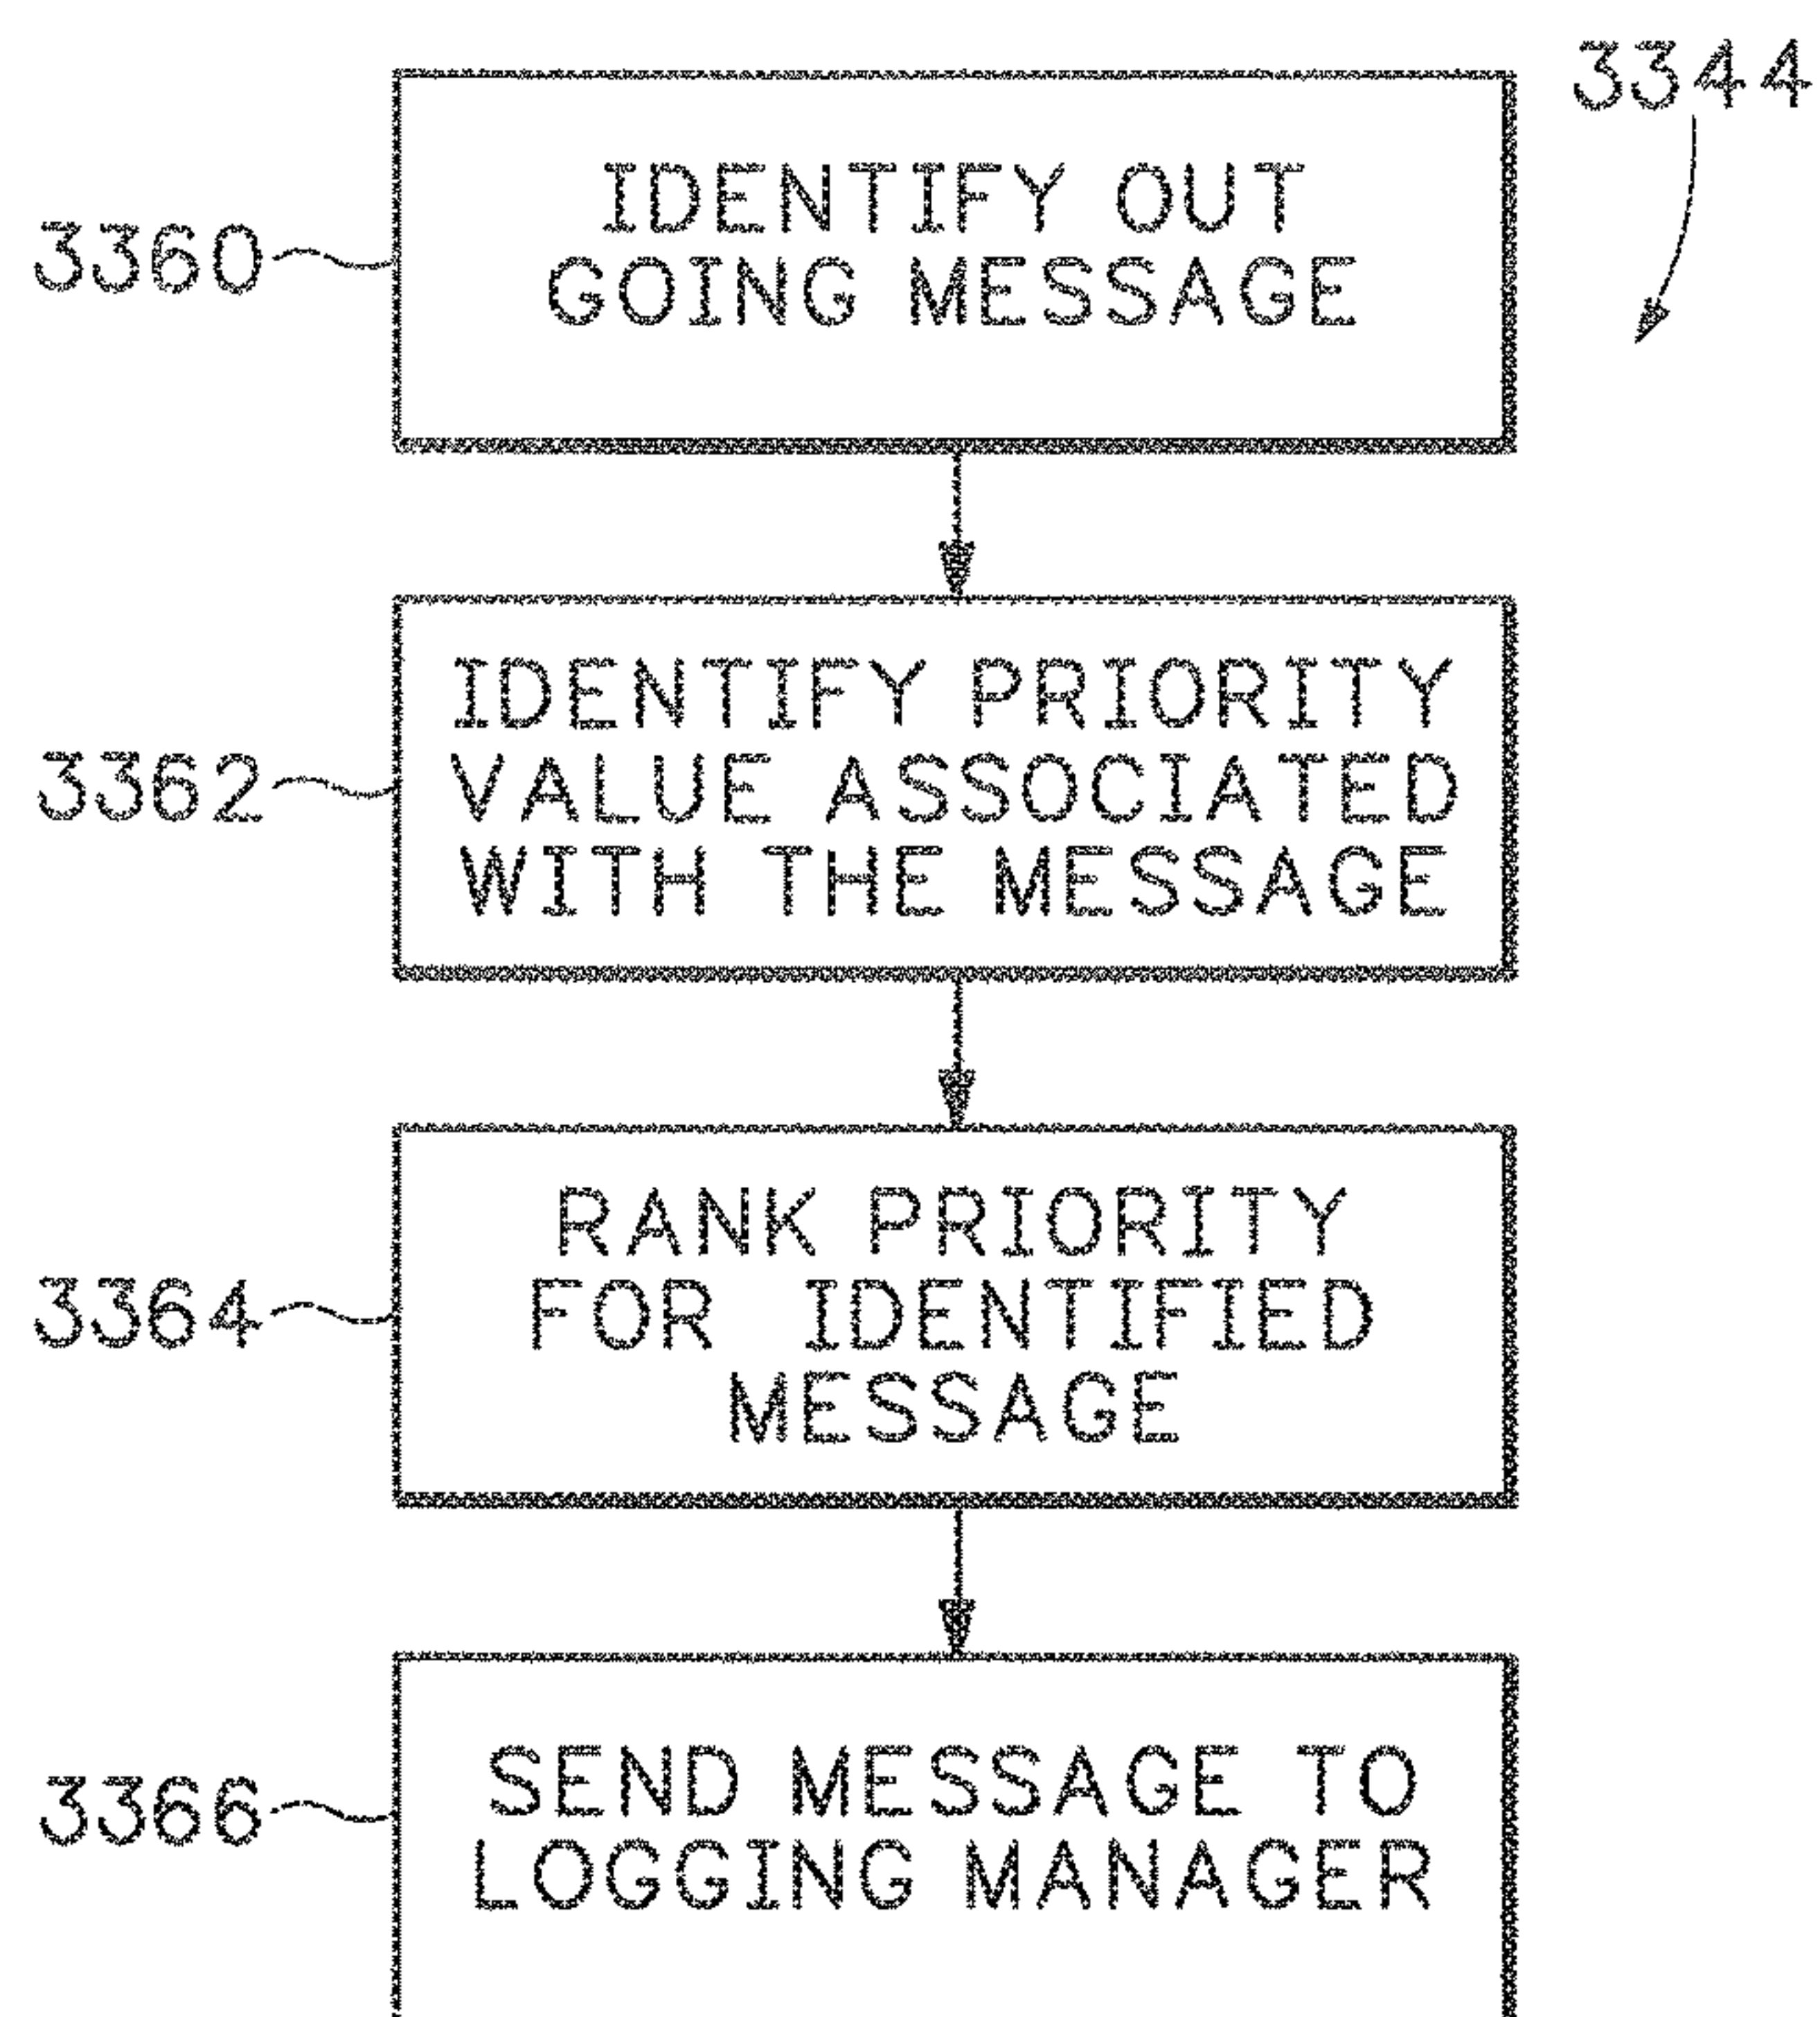 3344
3360
IDENTIFY OUT
GOING MESSAGE
3362
IDENTIFY PRIORITY
VALUE ASSOCIATED
WITH THE MESSAGE
3364
RANK PRIORITY
FOR IDENTIFIED
MESSAGE
3366
SEND MESSAGE TO
LOGGING MANAGER